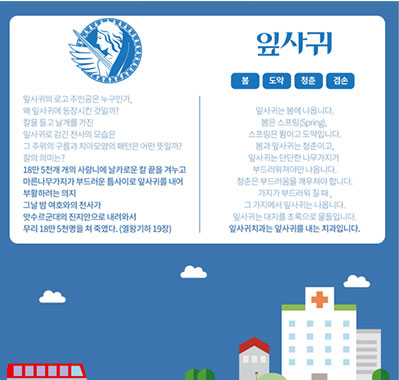 잎사귀의 로고 주인공은 누구인가,
왜 잎사귀에 등장시킨 것일까?
칼을 들고 날개를 가진
잎사귀로 감긴 천사의 모습은
그 주위의 구름과 치아모양의 패턴은 어떤 뜻일까?
칼의 의미는?
18만 5천개 개의 사랑니에 날카로운 칼 끝을 겨누고
마른나무가지가 부드러운 틈사이로 잎사귀를 내어
부활하려는 의지
그날 밤 여호와의 천사가
앗수르군대의 진지안으로 내려와서
무리 18만 5천명을 쳐 죽였다. (열왕기하 19장)
잎사귀
봄 도약 청춘 겸손
잎사귀는 봄에 나옵니다.
봄은 스프링(Spring),
스프링은 뜀이고 도약입니다.
봄과 잎사귀는 청춘이고,
잎사귀는 단단한 나무가지가
부드러워져야만 나옵니다.
청춘은 부드러움을 깨우쳐야 합니다.
가지가 부드러워 질 때,
그 가지에서 잎사귀는 나옵니다.
잎사귀는 대지를 초록으로 물들입니다.
잎사귀치과는 잎사귀를 내는 치과입니다.